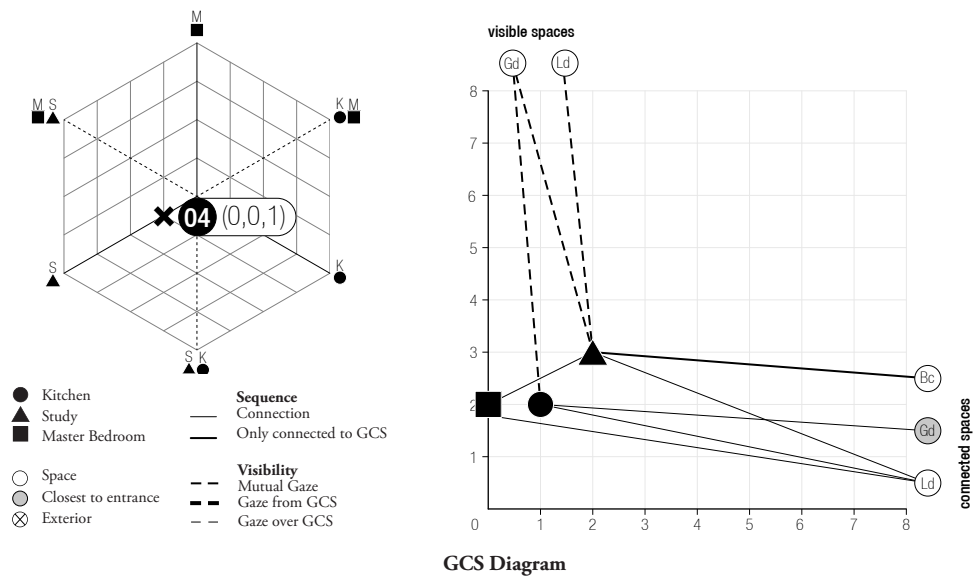 M
M S
K M
04 (0,0,1)
S
K
S K
Kitchen
Study
Master Bedroom
Space
Closest to entrance
Exterior
Sequence
Connection
Only connected to GCS
Visibility
Mutual Gaze
Gaze from GCS
Gaze over GCS
visible spaces
Gd Ld
8
7
6
5
4
3
2
1
0 1 2 3 4 5 6 7 8
Bc
Gd
Ld
connected spaces
GCS Diagram